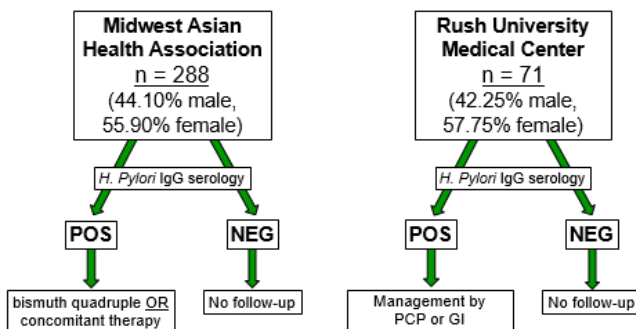 Midwest Asian
Health Association
n = 288
(44.10% male,
55.90% female)
H. Pylori IgG serology
POS
NEG
bismuth quadruple OR
concomitant therapy
No follow-up
Rush University
Medical Center
n = 71
(42.25% male,
57.75% female)
H. Pylori IgG serology
POS
NEG
Management by
PCP or GI
No follow-up